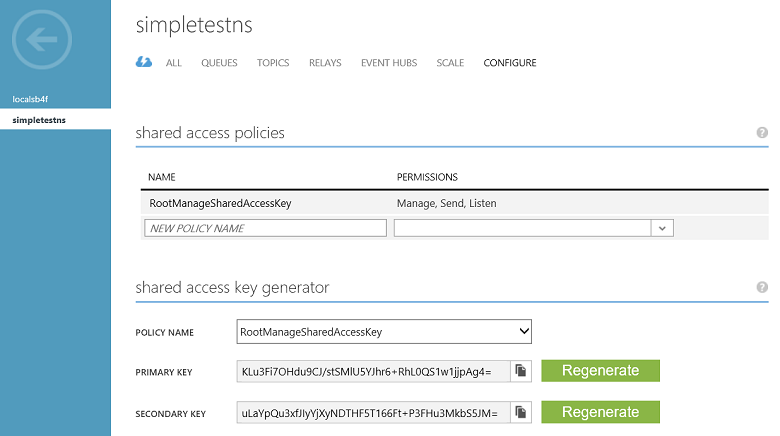 simpletestns
ALL QUEUES TOPICS RELAYS EVENT HUBS SCALE CONFIGURE
localsb4f
simpletestns
shared access policies
?
NAME PERMISSIONS
RootManageSharedAccessKey Manage, Send, Listen
NEW POLICY NAME
shared access key generator
?
POLICY NAME RootManageSharedAccessKey
PRIMARY KEY KLu3Fi7OHdu9CJ/stSMlU5YJhr6+RhL0QS1w1jjpAg4= Regenerate
SECONDARY KEY uLaYpQu3xfJIyYjXyNDTHF5T166Ft+P3FHu3MkbS5JM= Regenerate